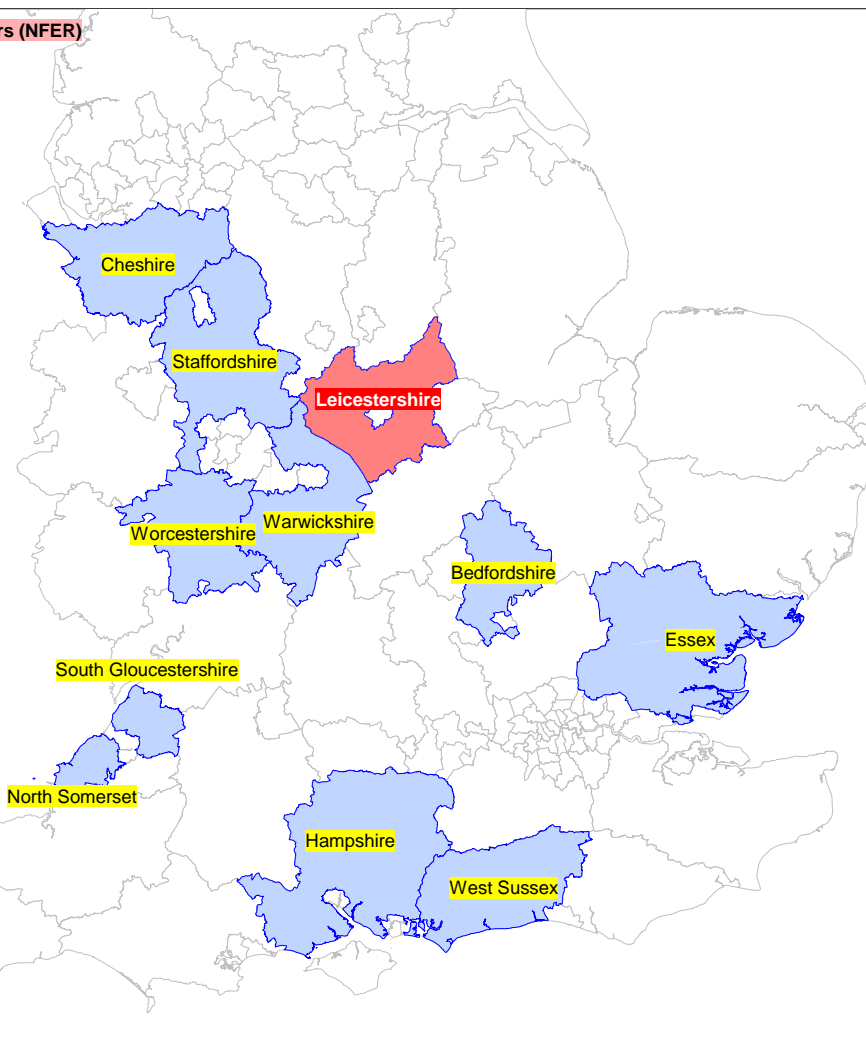 rs (NFER)
Cheshire
Staffordshire
Leicestershire
Worcestershire
Warwickshire
Bedfordshire
Essex
South Gloucestershire
North Somerset
Hampshire
West Sussex